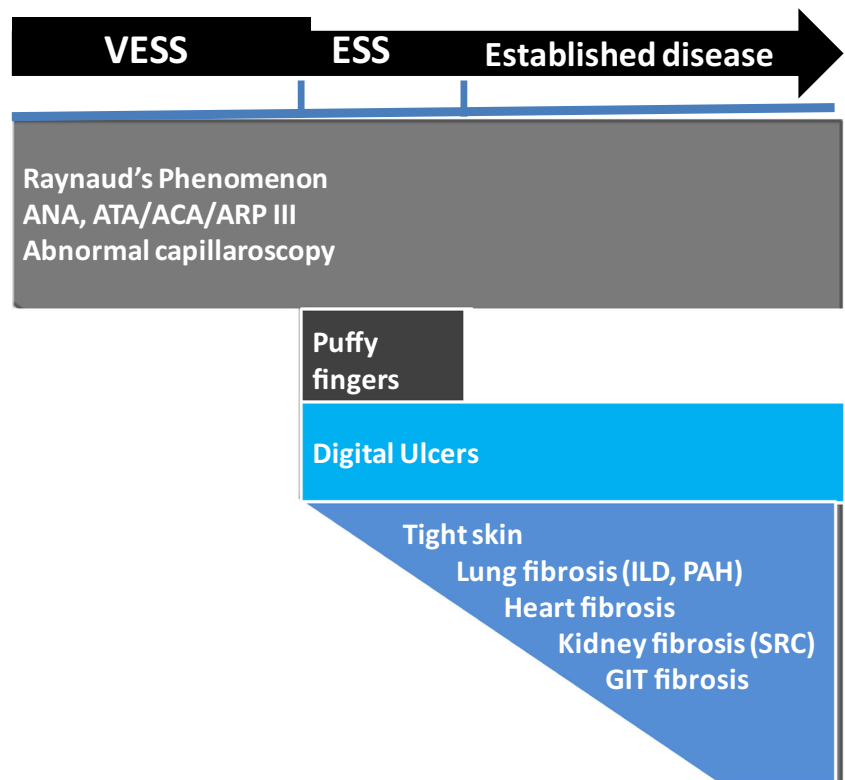 VESS ESS Established disease
Raynaud’s Phenomenon
ANA, ATA/ACA/ARP III
Abnormal capillaroscopy
Puffy
fingers
Digital Ulcers
Tight skin
Lung fibrosis (ILD, PAH)
Heart fibrosis
Kidney fibrosis (SRC)
GIT fibrosis